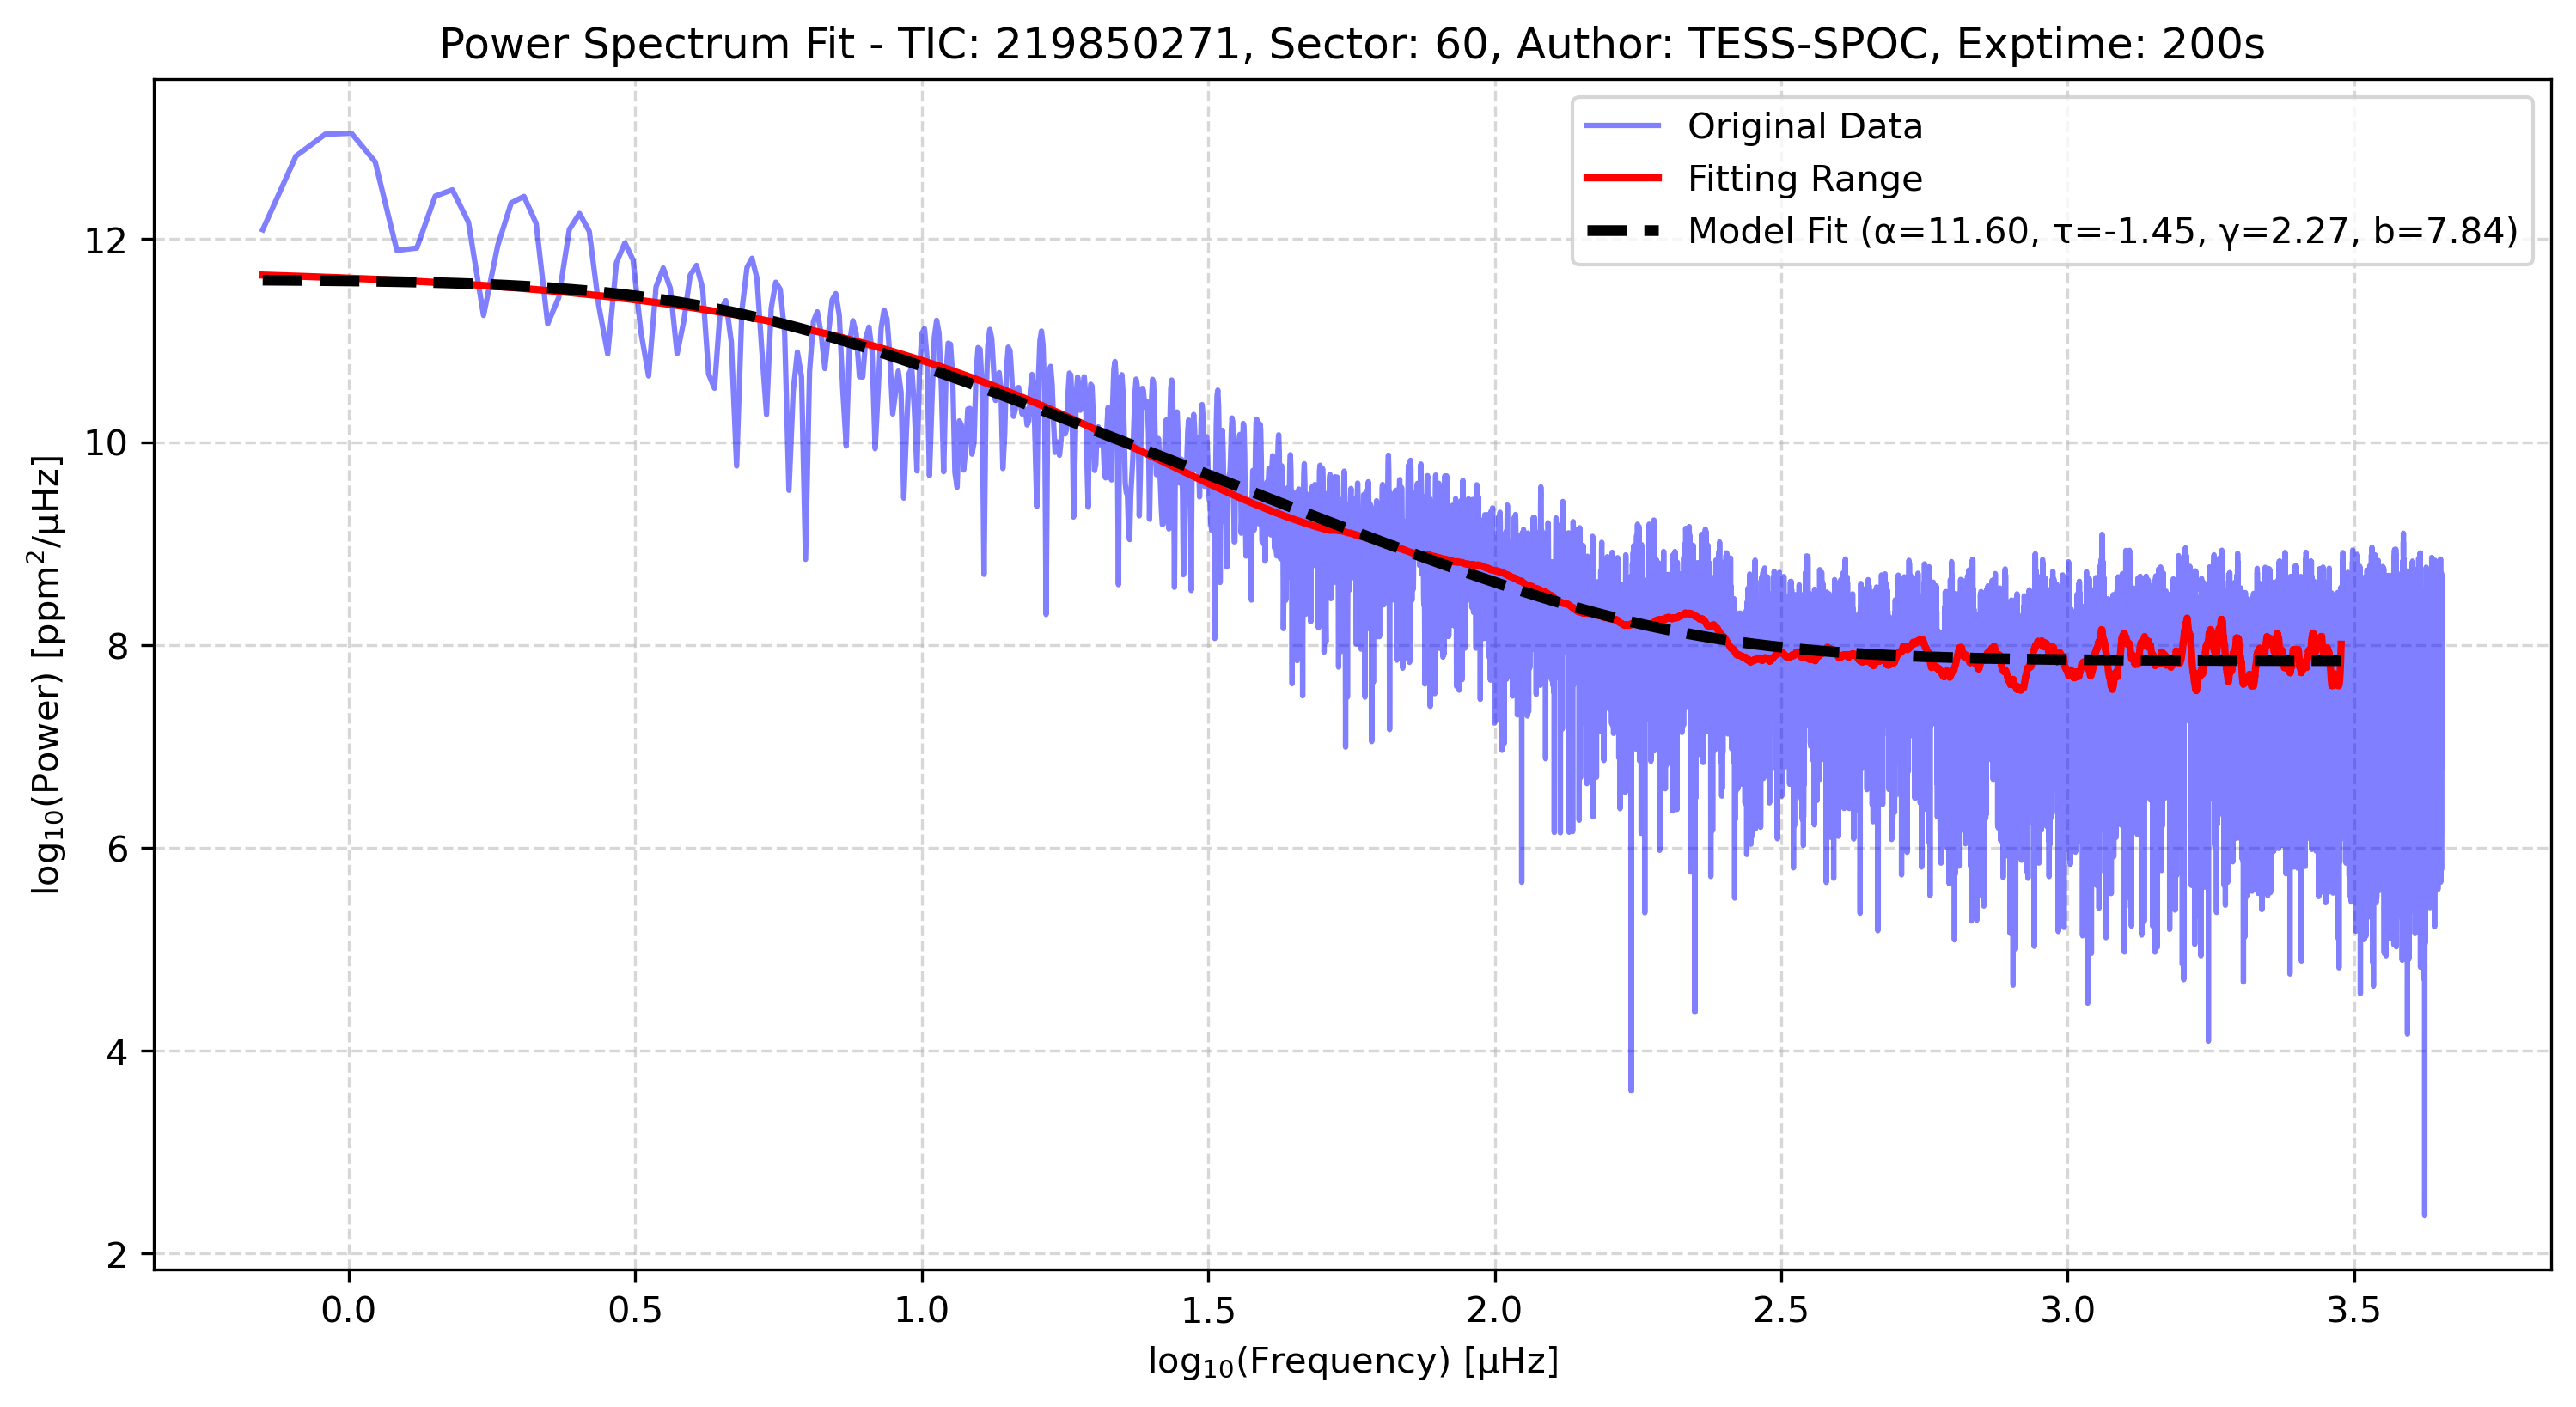 Power Spectrum Fit - TIC: 219850271, Sector: 60, Author: TESS-SPOC, Exptime: 200s
Original Data
Fitting Range
Model Fit (α=11.60, τ=-1.45, γ=2.27, b=7.84)
log₁₀(Power) [ppm²/μHz]
12
10
8
6
4
2
0.0 0.5 1.0 1.5 2.0 2.5 3.0 3.5
log₁₀(Frequency) [μHz]